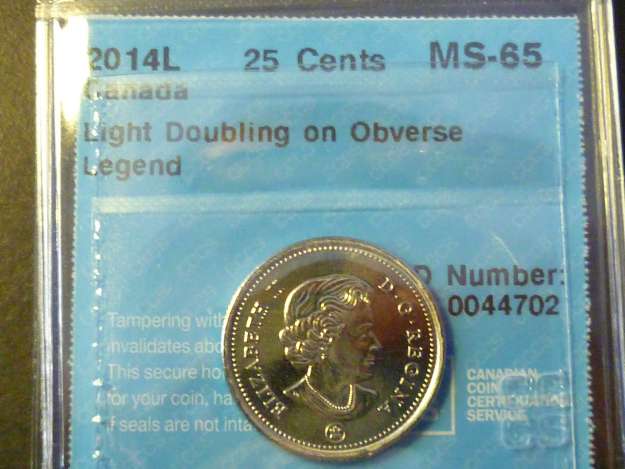 2014L 25 Cents MS-65
Canada
Light Doubling on Obverse
Legend
D Number:
0044702
Tampering with
invalidates abo
This secure ho
for your coin, ha
if seals are not inta
CANADIAN
COIN
CERTIFICATION
SERVICE
ELIZABETH II D·G·REGINA